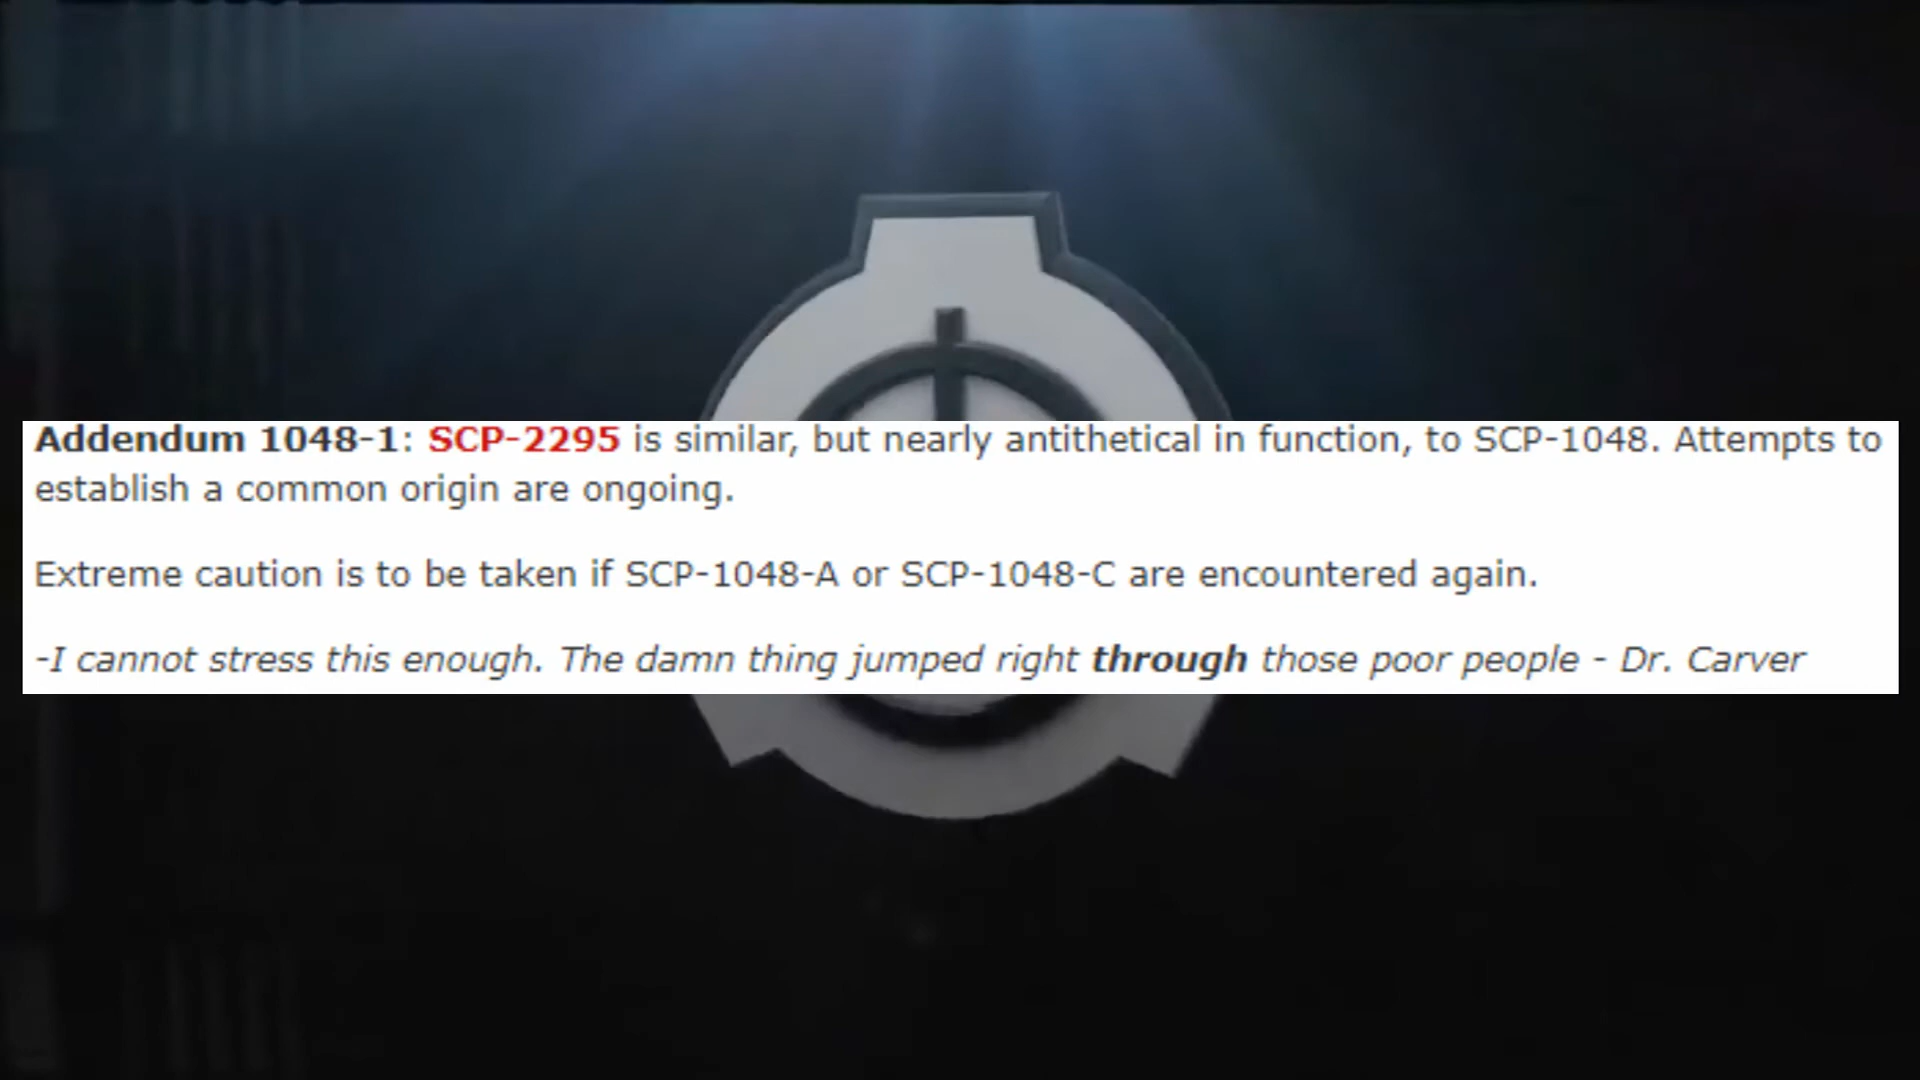 Addendum 1048-1: SCP-2295 is similar, but nearly antithetical in function, to SCP-1048. Attempts to
establish a common origin are ongoing.
Extreme caution is to be taken if SCP-1048-A or SCP-1048-C are encountered again.
-I cannot stress this enough. The damn thing jumped right through those poor people - Dr. Carver